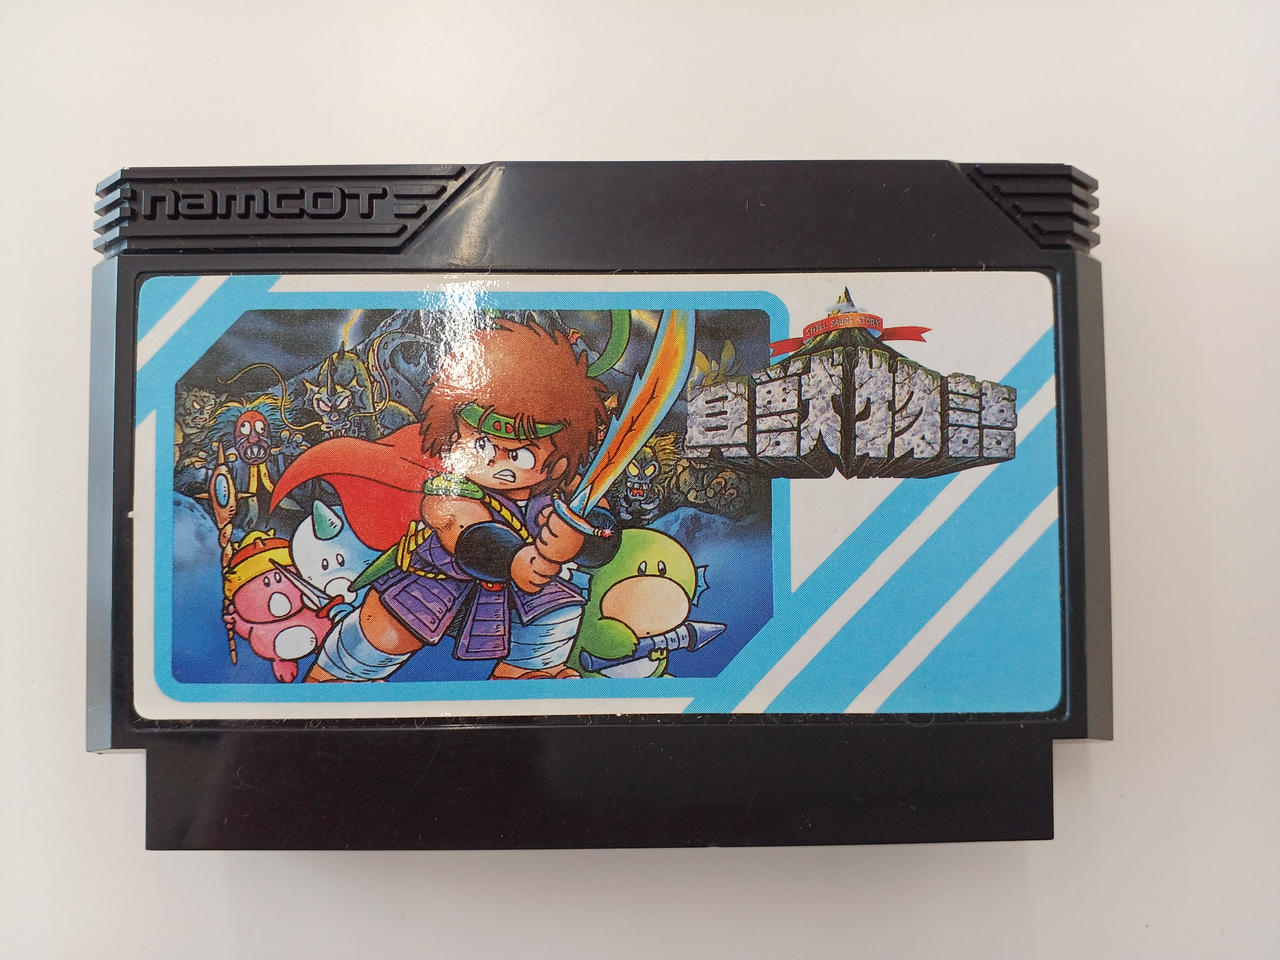 namcot
SHELL SAURS STORY
貝獣物語